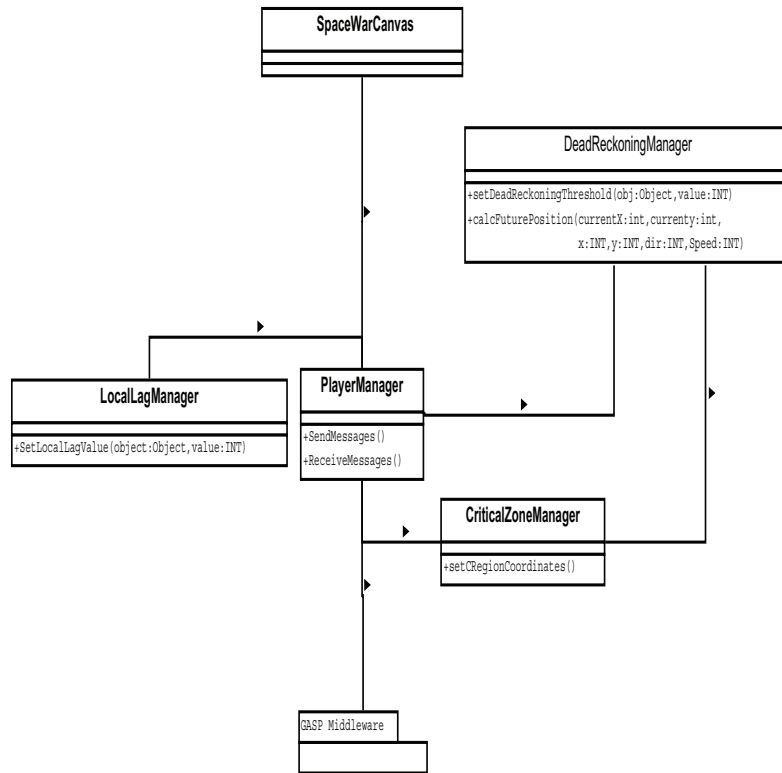 SpaceWarCanvas
DeadReckoningManager
+setDeadReckoningThreshold(obj:Object,value:INT)
+calcFuturePosition(currentX:int,currenty:int,
x:INT,y:INT,dir:INT,Speed:INT)
LocalLagManager
+SetLocalLagValue(object:Object,value:INT)
PlayerManager
+SendMessages()
+ReceiveMessages()
CriticalZoneManager
+setCRegionCoordinates()
GASP Middleware